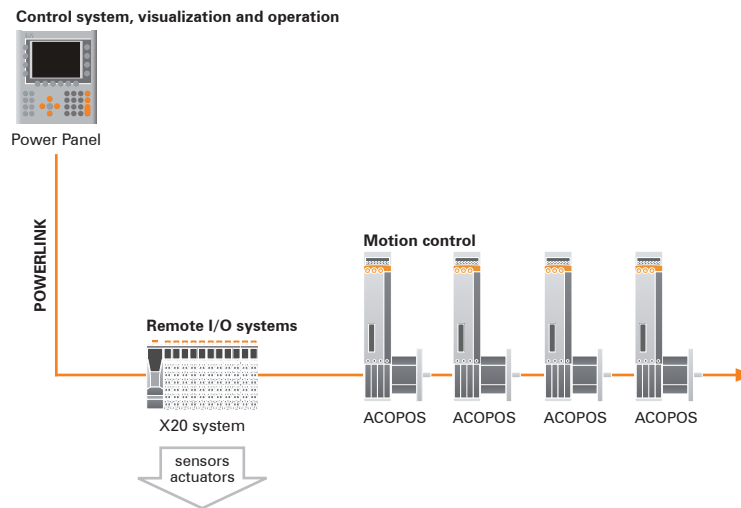 Control system, visualization and operation
Power Panel
POWERLINK
Motion control
Remote I/O systems
X20 system
ACOPOS
ACOPOS
ACOPOS
ACOPOS
sensors
actuators